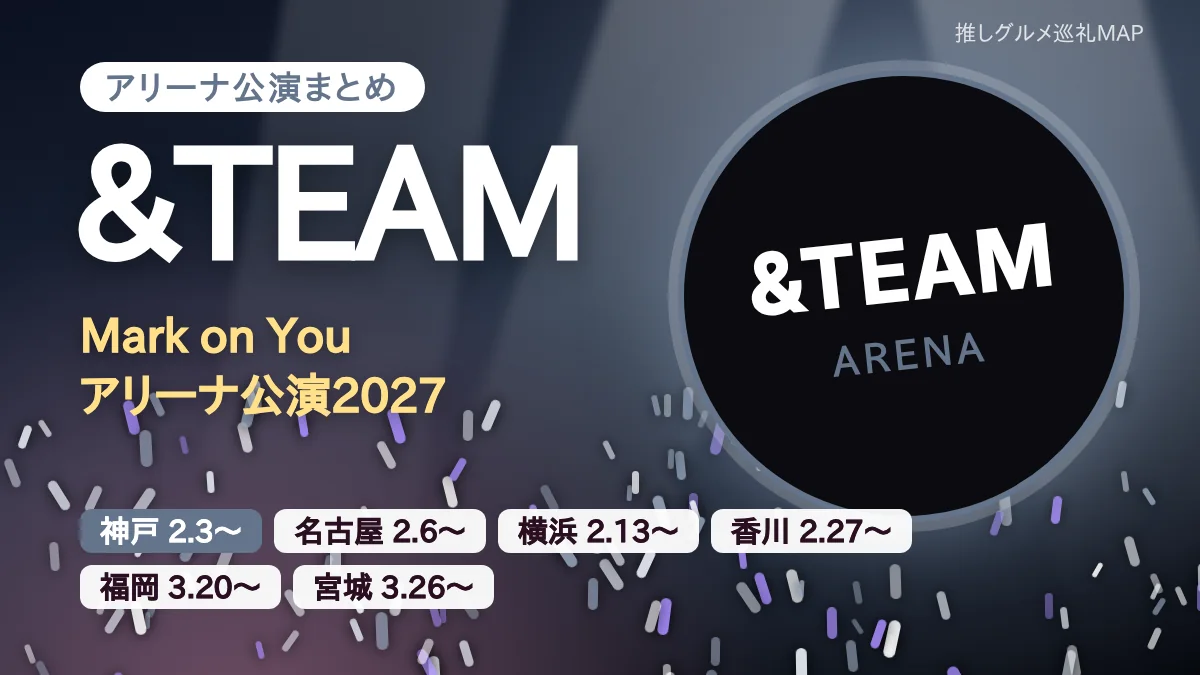 推しグルメ巡礼MAP
アリーナ公演まとめ
&TEAM
Mark on You
アリーナ公演2027
&TEAM
ARENA
神戸 2.3〜 名古屋 2.6〜 横浜 2.13〜 香川 2.27〜
福岡 3.20〜 宮城 3.26〜